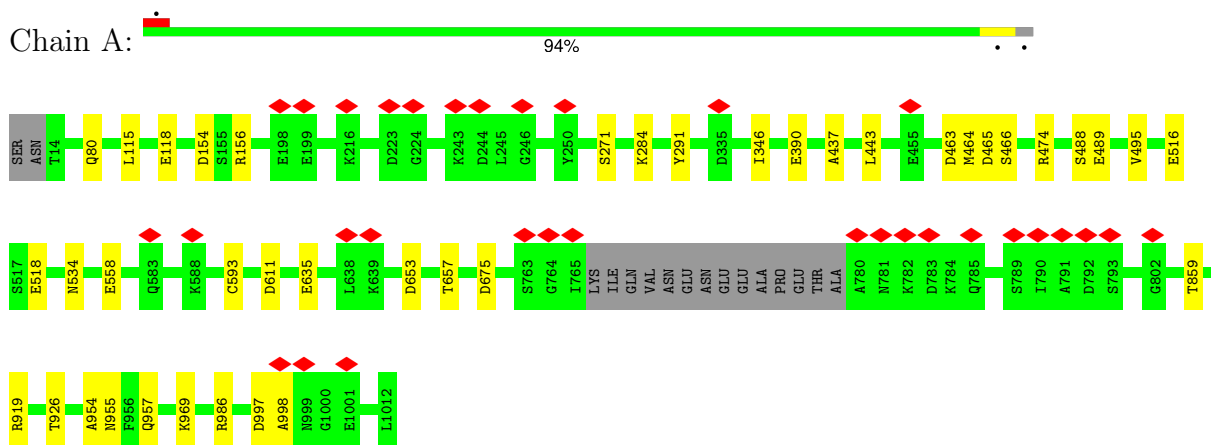 Chain A:
94%
SER ASN T14 Q80 L115 E118 D154 S155 R156 E198 E199 K216 D223 G224 K243 D244 L245 G246 Y250 S271 K284 Y291 D335 I346 E390 A437 L443 E455 D463 M464 D465 S466 R474 S488 E489 V495 E516
S517 E518 N534 E558 Q583 K588 C593 D611 E635 L638 K639 D653 T657 D675 S763 G764 I765 LYS ILE GLN VAL ASN GLU ASN GLU GLU ALA PRO GLU THR ALA A780 N781 K782 D783 K784 Q785 S789 I790 A791 D792 S793 G802 T859
R919 T926 A954 N955 F956 Q957 K969 R986 D997 A998 N999 G1000 E1001 L1012